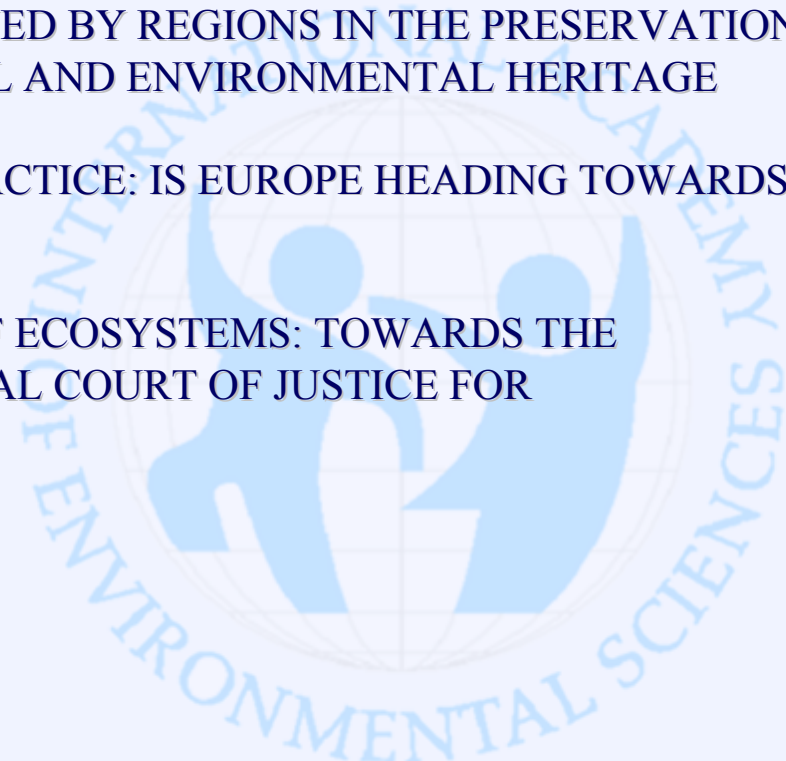 ED BY REGIONS IN THE PRESERVATION
L AND ENVIRONMENTAL HERITAGE
ACTICE: IS EUROPE HEADING TOWARDS
F ECOSYSTEMS: TOWARDS THE
AL COURT OF JUSTICE FOR
INTERNATIONAL ACADEMY
OF ENVIRONMENTAL SCIENCES